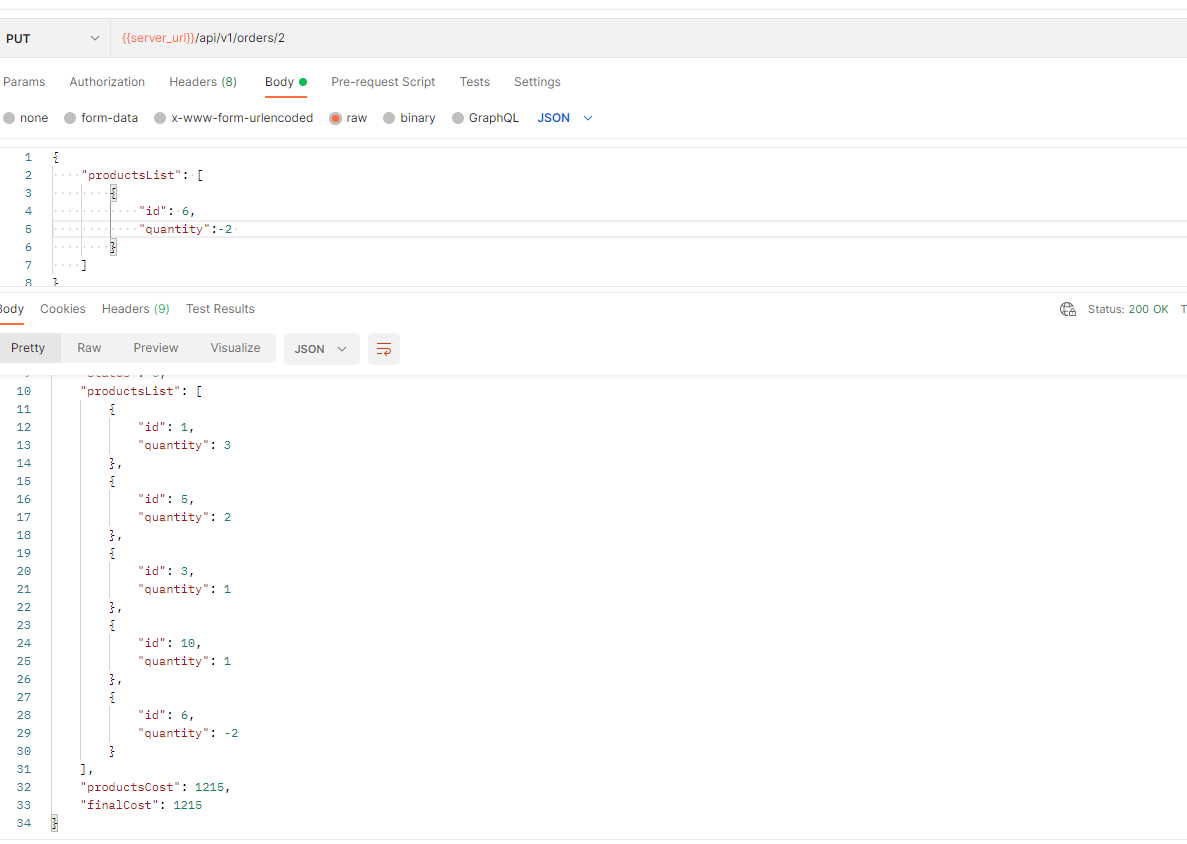 PUT {{server_url}}/api/v1/orders/2
Params Authorization Headers (8) Body Pre-request Script Tests Settings
none form-data x-www-form-urlencoded raw binary GraphQL JSON
1 {
2 "productsList": [
3 {
4 "id": 6,
5 "quantity":-2
6 }
7 ]
8 }
Body Cookies Headers (9) Test Results Status: 200 OK T
Pretty Raw Preview Visualize JSON
10 "productsList": [
11 {
12 "id": 1,
13 "quantity": 3
14 },
15 {
16 "id": 5,
17 "quantity": 2
18 },
19 {
20 "id": 3,
21 "quantity": 1
22 },
23 {
24 "id": 10,
25 "quantity": 1
26 },
27 {
28 "id": 6,
29 "quantity": -2
30 }
31 ],
32 "productsCost": 1215,
33 "finalCost": 1215
34 }